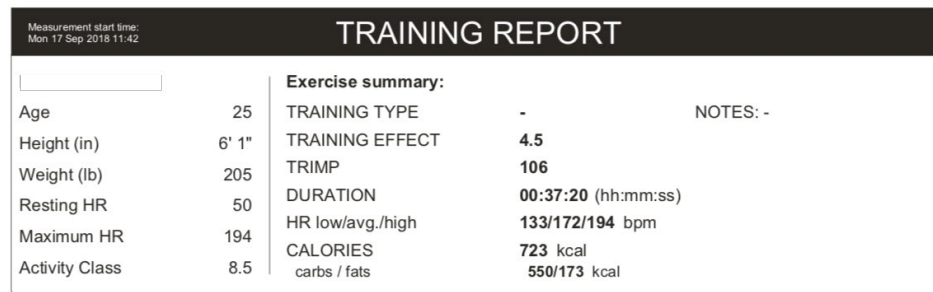 Measurement start time:
Mon 17 Sep 2018 11:42
TRAINING REPORT
Age 25
Height (in) 6' 1"
Weight (lb) 205
Resting HR 50
Maximum HR 194
Activity Class 8.5
Exercise summary:
TRAINING TYPE - NOTES: -
TRAINING EFFECT 4.5
TRIMP 106
DURATION 00:37:20 (hh:mm:ss)
HR low/avg./high 133/172/194 bpm
CALORIES 723 kcal
carbs / fats 550/173 kcal